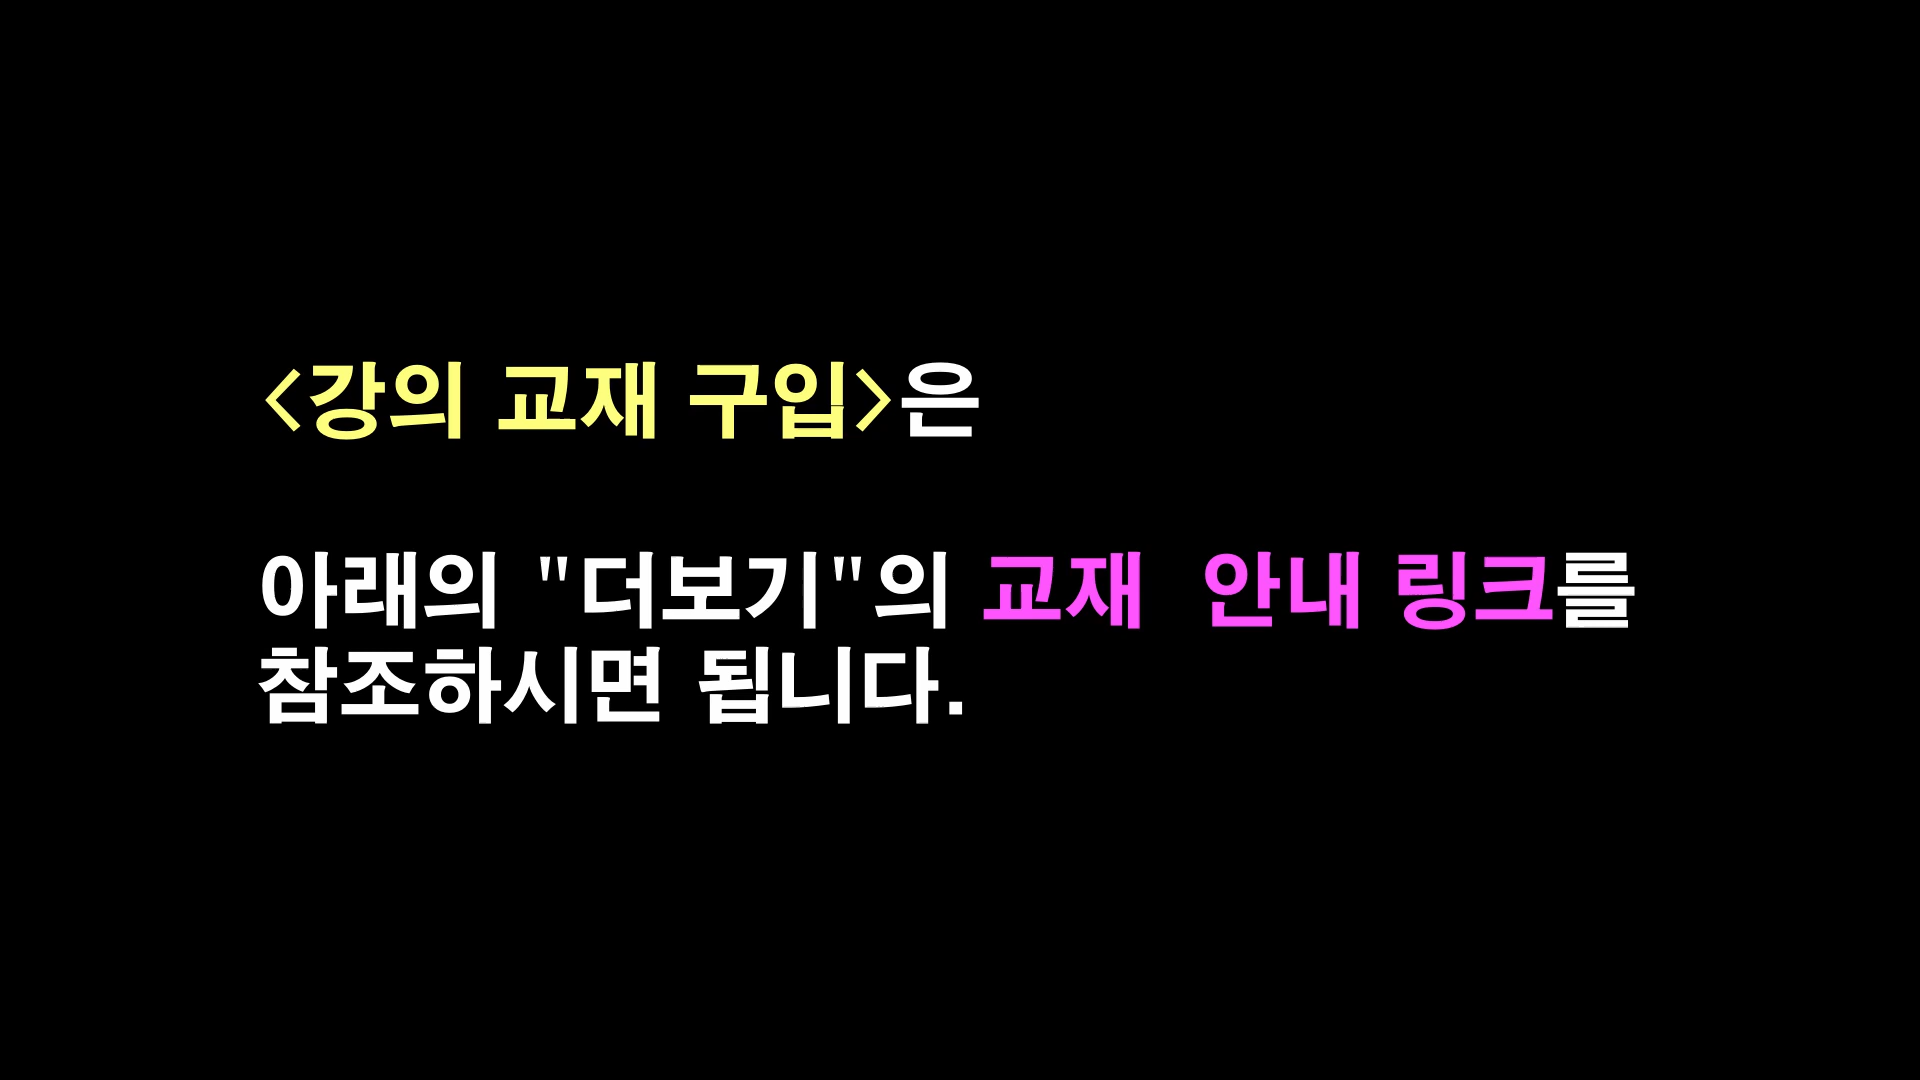 <강의 교재 구입>은
아래의 "더보기"의 교재  안내 링크를
참조하시면 됩니다.